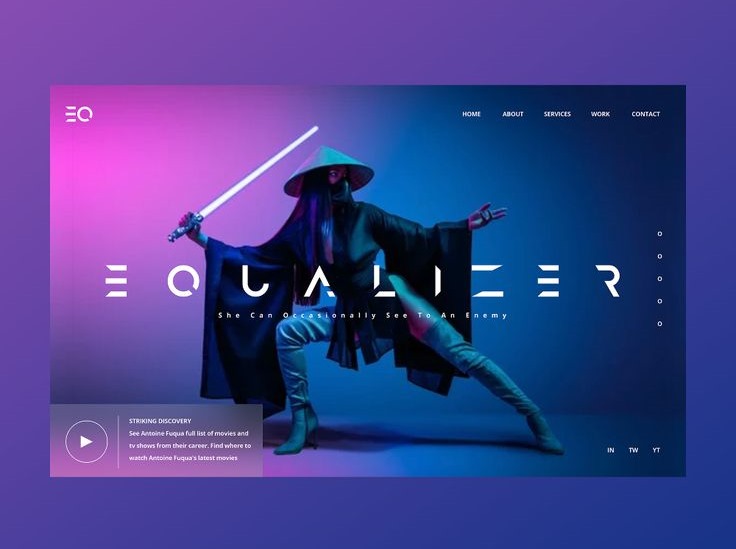 EQ
HOME ABOUT SERVICES WORK CONTACT
EQUALIZER
She Can Occasionally See To An Enemy
STRIKING DISCOVERY
See Antoine Fuqua full list of movies and
tv shows from their career. Find where to
watch Antoine Fuqua's latest movies
IN TW YT